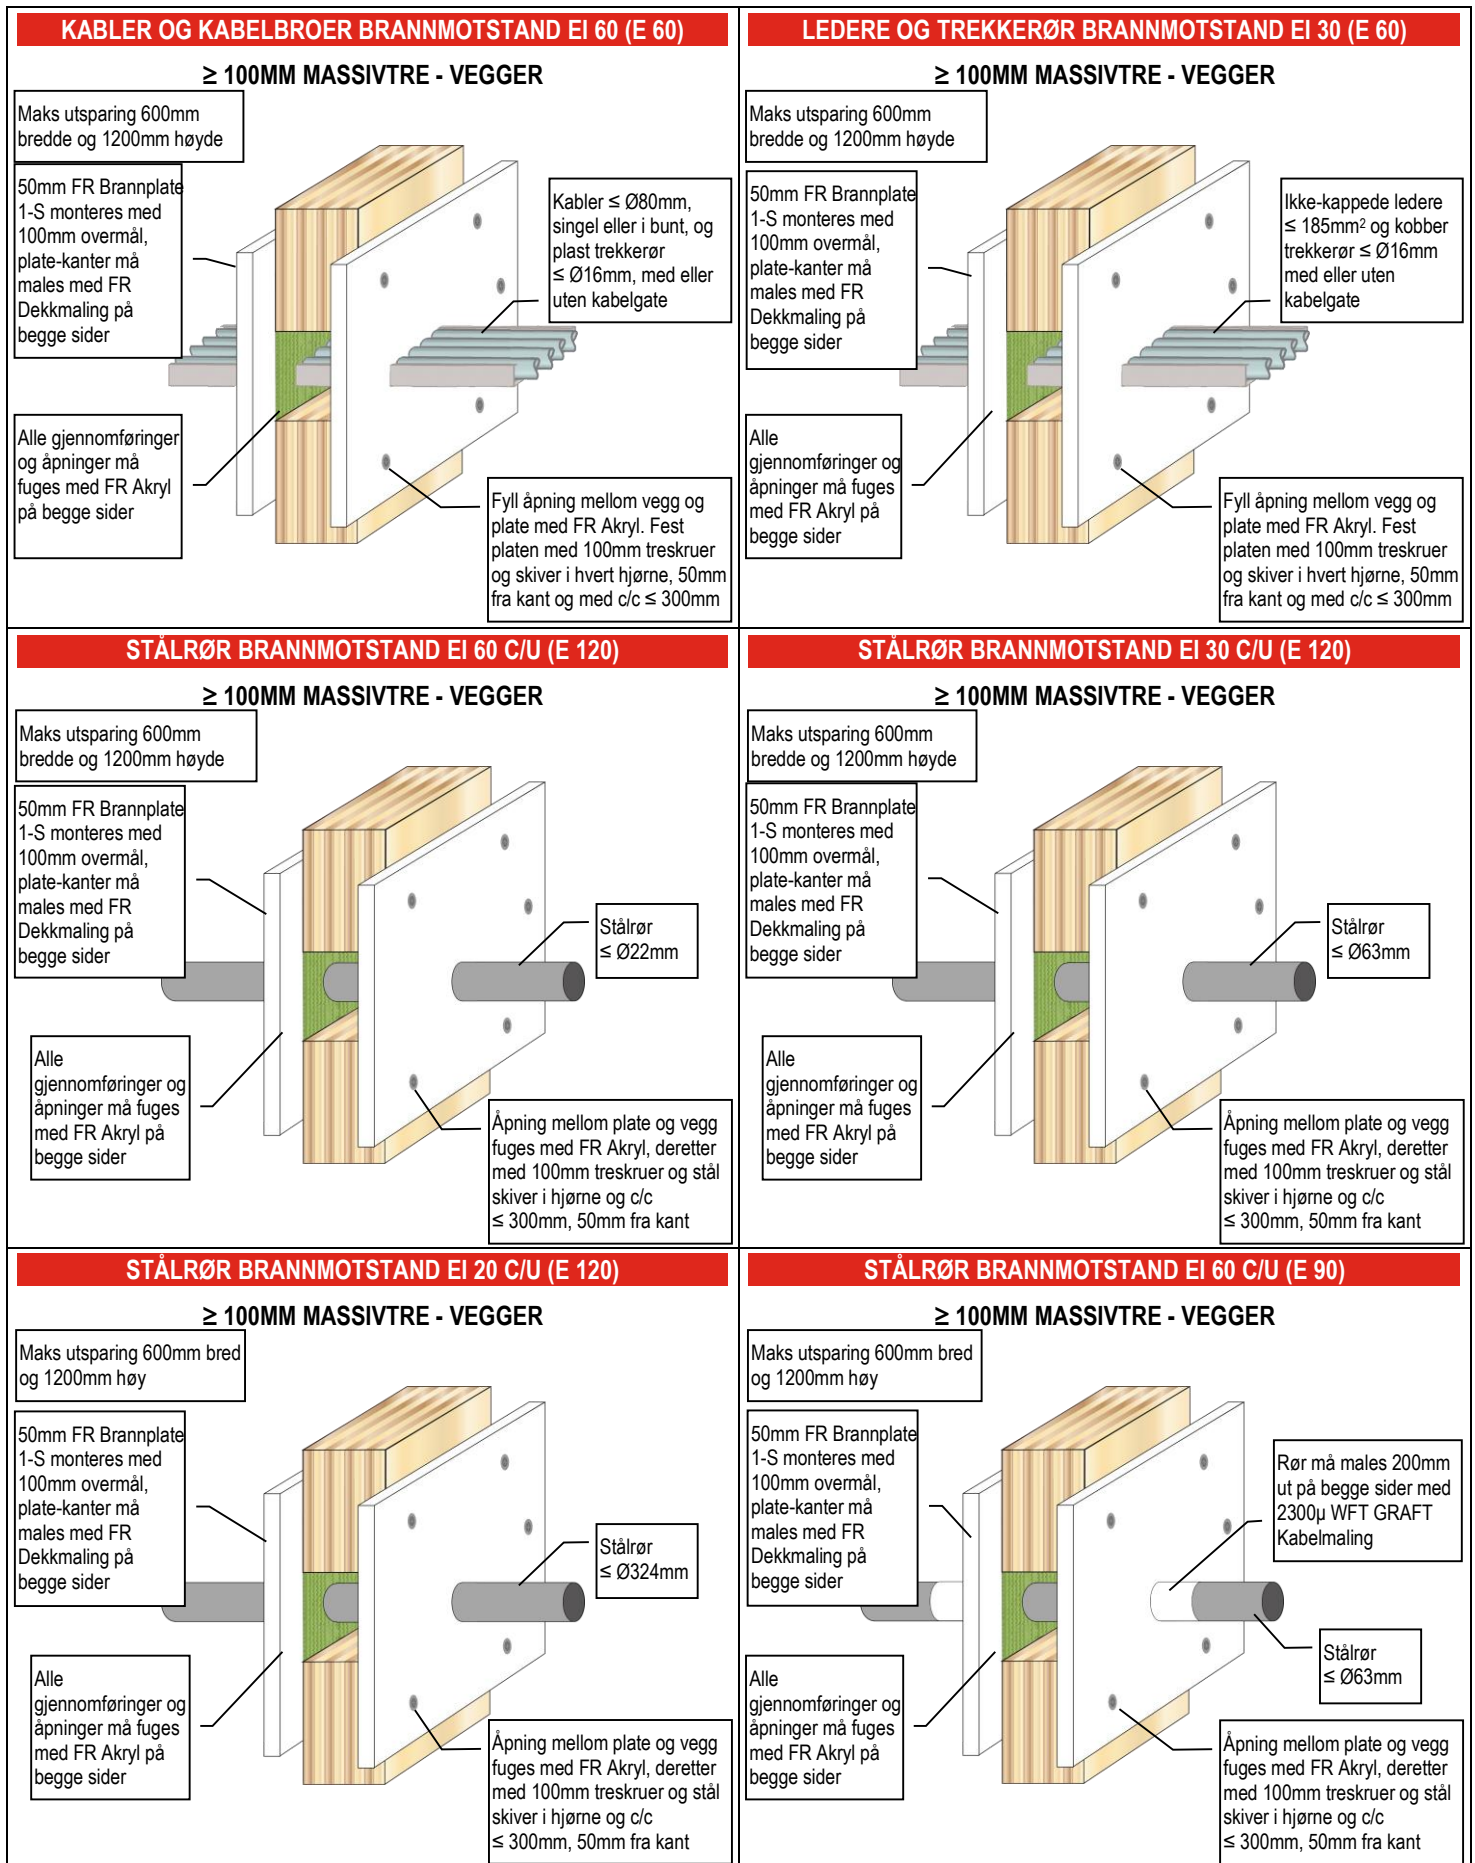 KABLER OG KABELBROER BRANNMOTSTAND EI 60 (E 60)
≥ 100MM MASSIVTRE - VEGGER
Maks utsparing 600mm
bredde og 1200mm høyde
50mm FR Brannplate
1-S monteres med
100mm overmål,
plate-kanter må
males med FR
Dekkmaling på
begge sider
Kabler ≤ Ø80mm,
singel eller i bunt, og
plast trekkerør
≤ Ø16mm, med eller
uten kabelgate
Alle gjennomføringer
og åpninger må
fuges med FR Akryl
på begge sider
Fyll åpning mellom vegg og
plate med FR Akryl. Fest
platen med 100mm treskruer
og skiver i hvert hjørne, 50mm
fra kant og med c/c ≤ 300mm
LEDERE OG TREKKERØR BRANNMOTSTAND EI 30 (E 60)
≥ 100MM MASSIVTRE - VEGGER
Maks utsparing 600mm
bredde og 1200mm høyde
50mm FR Brannplate
1-S monteres med
100mm overmål,
plate-kanter må
males med FR
Dekkmaling på
begge sider
Ikke-kappede ledere
≤ 185mm² og kobber
trekkerør ≤ Ø16mm
med eller uten
kabelgate
Alle
gjennomføringer og
åpninger må fuges
med FR Akryl på
begge sider
Fyll åpning mellom vegg og
plate med FR Akryl. Fest
platen med 100mm treskruer
og skiver i hvert hjørne, 50mm
fra kant og med c/c ≤ 300mm
STÅLRØR BRANNMOTSTAND EI 60 C/U (E 120)
≥ 100MM MASSIVTRE - VEGGER
Maks utsparing 600mm
bredde og 1200mm høyde
50mm FR Brannplate
1-S monteres med
100mm overmål,
plate-kanter må
males med FR
Dekkmaling på
begge sider
Stålrør
≤ Ø22mm
Alle
gjennomføringer og
åpninger må fuges
med FR Akryl på
begge sider
Åpning mellom plate og vegg
fuges med FR Akryl, deretter
med 100mm treskruer og stål
skiver i hjørne og c/c
≤ 300mm, 50mm fra kant
STÅLRØR BRANNMOTSTAND EI 30 C/U (E 120)
≥ 100MM MASSIVTRE - VEGGER
Maks utsparing 600mm
bredde og 1200mm høyde
50mm FR Brannplate
1-S monteres med
100mm overmål,
plate-kanter må
males med FR
Dekkmaling på
begge sider
Stålrør
≤ Ø63mm
Alle
gjennomføringer og
åpninger må fuges
med FR Akryl på
begge sider
Åpning mellom plate og vegg
fuges med FR Akryl, deretter
med 100mm treskruer og stål
skiver i hjørne og c/c
≤ 300mm, 50mm fra kant
STÅLRØR BRANNMOTSTAND EI 20 C/U (E 120)
≥ 100MM MASSIVTRE - VEGGER
Maks utsparing 600mm bred
og 1200mm høy
50mm FR Brannplate
1-S monteres med
100mm overmål,
plate-kanter må
males med FR
Dekkmaling på
begge sider
Stålrør
≤ Ø324mm
Alle
gjennomføringer og
åpninger må fuges
med FR Akryl på
begge sider
Åpning mellom plate og vegg
fuges med FR Akryl, deretter
med 100mm treskruer og stål
skiver i hjørne og c/c
≤ 300mm, 50mm fra kant
STÅLRØR BRANNMOTSTAND EI 60 C/U (E 90)
≥ 100MM MASSIVTRE - VEGGER
Maks utsparing 600mm bred
og 1200mm høy
50mm FR Brannplate
1-S monteres med
100mm overmål,
plate-kanter må
males med FR
Dekkmaling på
begge sider
Rør må males 200mm
ut på begge sider med
2300µ WFT GRAFT
Kabelmaling
Stålrør
≤ Ø63mm
Alle
gjennomføringer og
åpninger må fuges
med FR Akryl på
begge sider
Åpning mellom plate og vegg
fuges med FR Akryl, deretter
med 100mm treskruer og stål
skiver i hjørne og c/c
≤ 300mm, 50mm fra kant